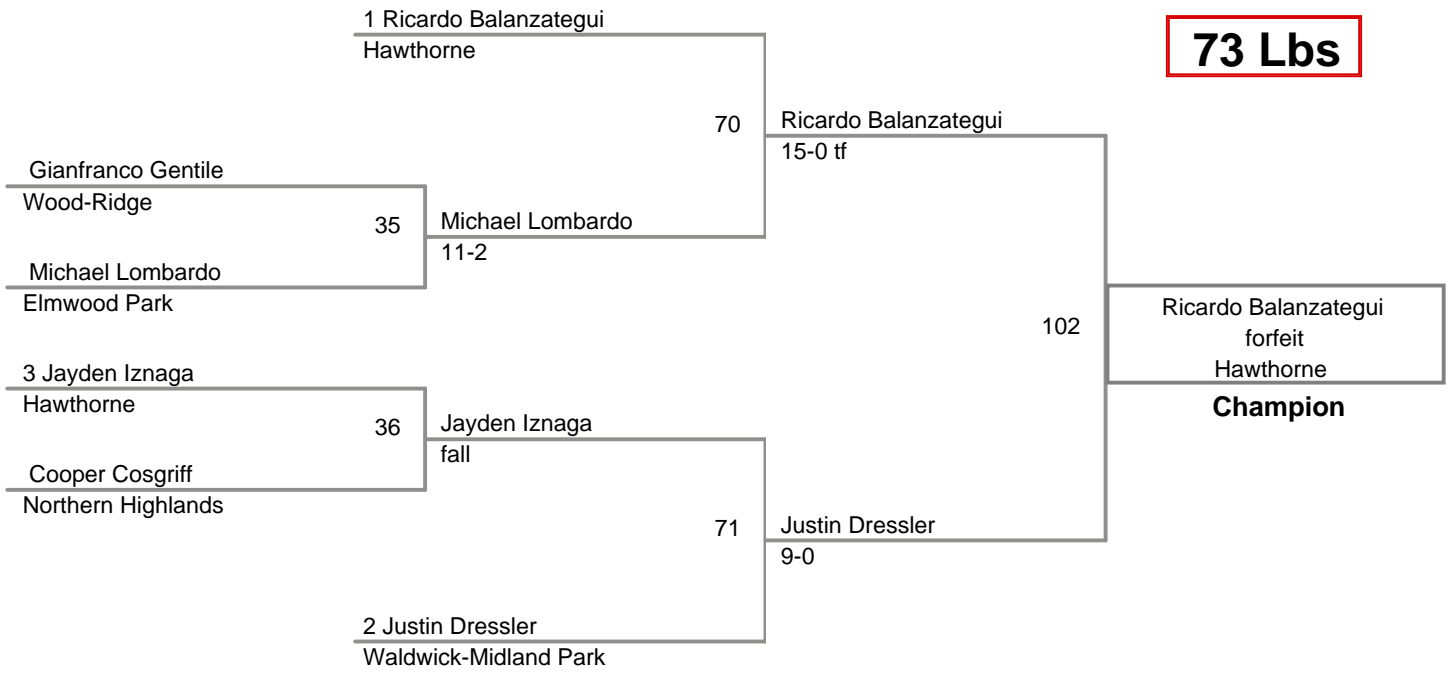 1 Ricardo Balanzategui
Hawthorne
73 Lbs
70
Ricardo Balanzategui
15-0 tf
Gianfranco Gentile
Wood-Ridge
35
Michael Lombardo
11-2
Michael Lombardo
Elmwood Park
102
Ricardo Balanzategui
forfeit
Hawthorne
Champion
3 Jayden Iznaga
Hawthorne
36
Jayden Iznaga
fall
Cooper Cosgriff
Northern Highlands
71
Justin Dressler
9-0
2 Justin Dressler
Waldwick-Midland Park